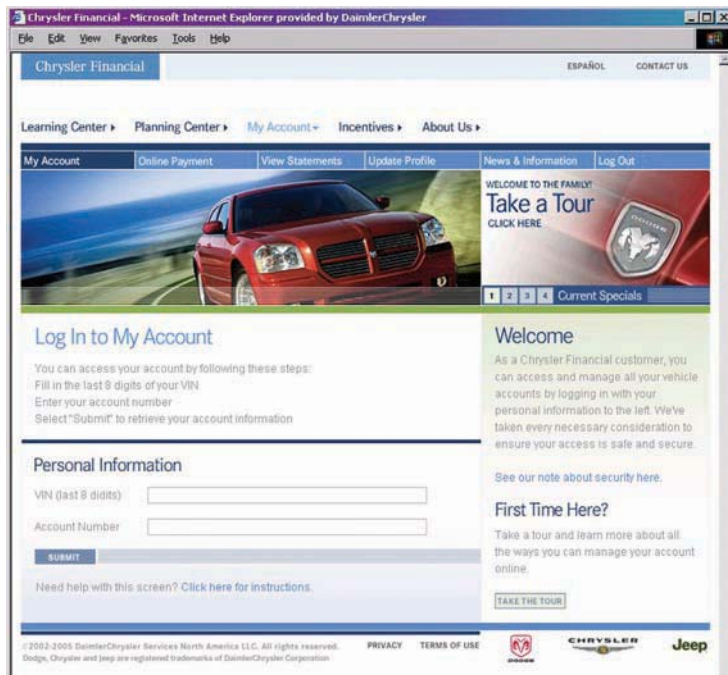 Chrysler Financial - Microsoft Internet Explorer provided by DaimlerChrysler
File Edit View Favorites Tools Help
Chrysler Financial
ESPAÑOL CONTACT US
Learning Center Planning Center My Account Incentives About Us
My Account Online Payment View Statements Update Profile News & Information Log Out
WELCOME TO THE FAMILY!
Take a Tour
CLICK HERE
DODGE
1 2 3 4 Current Specials
Log In to My Account
You can access your account by following these steps:
Fill in the last 8 digits of your VIN
Enter your account number
Select "Submit" to retrieve your account information
Personal Information
VIN (last 8 didits)
Account Number
SUBMIT
Need help with this screen? Click here for instructions.
Welcome
As a Chrysler Financial customer, you
can access and manage all your vehicle
accounts by logging in with your
personal information to the left. We've
taken every necessary consideration to
ensure your access is safe and secure.
See our note about security here.
First Time Here?
Take a tour and learn more about all
the ways you can manage your account
online.
TAKE THE TOUR
©2002-2005 DaimlerChrysler Services North America LLC. All rights reserved.
Dodge, Chrysler and Jeep are registered trademarks of DaimlerChrysler Corporation
PRIVACY TERMS OF USE
DODGE
CHRYSLER
Jeep